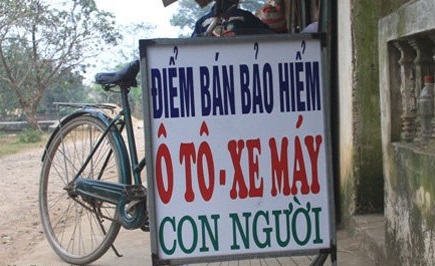 ĐIỂM BÁN BẢO HIỂM
Ô TÔ - XE MÁY
CON NGƯỜI